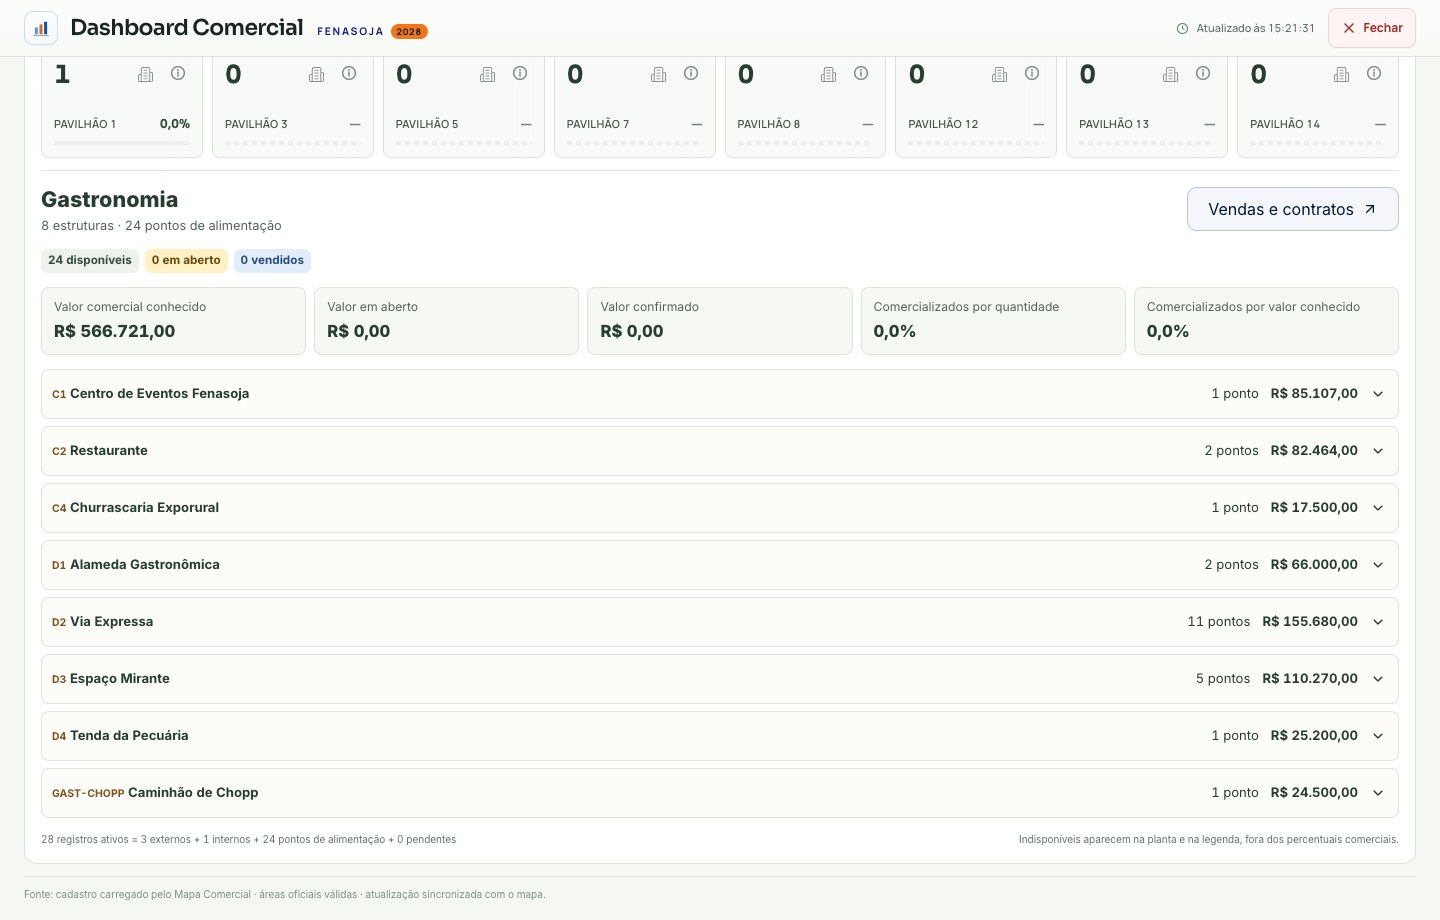 Dashboard Comercial FENASOJA 2028
Atualizado às 15:21:31
Fechar
1 0 0 0 0 0 0 0
PAVILHÃO 1 0,0% PAVILHÃO 3 — PAVILHÃO 5 — PAVILHÃO 7 — PAVILHÃO 8 — PAVILHÃO 12 — PAVILHÃO 13 — PAVILHÃO 14 —
Gastronomia
8 estruturas · 24 pontos de alimentação
Vendas e contratos
24 disponíveis 0 em aberto 0 vendidos
Valor comercial conhecido
R$ 566.721,00
Valor em aberto
R$ 0,00
Valor confirmado
R$ 0,00
Comercializados por quantidade
0,0%
Comercializados por valor conhecido
0,0%
C1 Centro de Eventos Fenasoja 1 ponto R$ 85.107,00
C2 Restaurante 2 pontos R$ 82.464,00
C4 Churrascaria Exporural 1 ponto R$ 17.500,00
D1 Alameda Gastronômica 2 pontos R$ 66.000,00
D2 Via Expressa 11 pontos R$ 155.680,00
D3 Espaço Mirante 5 pontos R$ 110.270,00
D4 Tenda da Pecuária 1 ponto R$ 25.200,00
GAST-CHOPP Caminhão de Chopp 1 ponto R$ 24.500,00
28 registros ativos = 3 externos + 1 internos + 24 pontos de alimentação + 0 pendentes
Indisponíveis aparecem na planta e na legenda, fora dos percentuais comerciais.
Fonte: cadastro carregado pelo Mapa Comercial · áreas oficiais válidas · atualização sincronizada com o mapa.